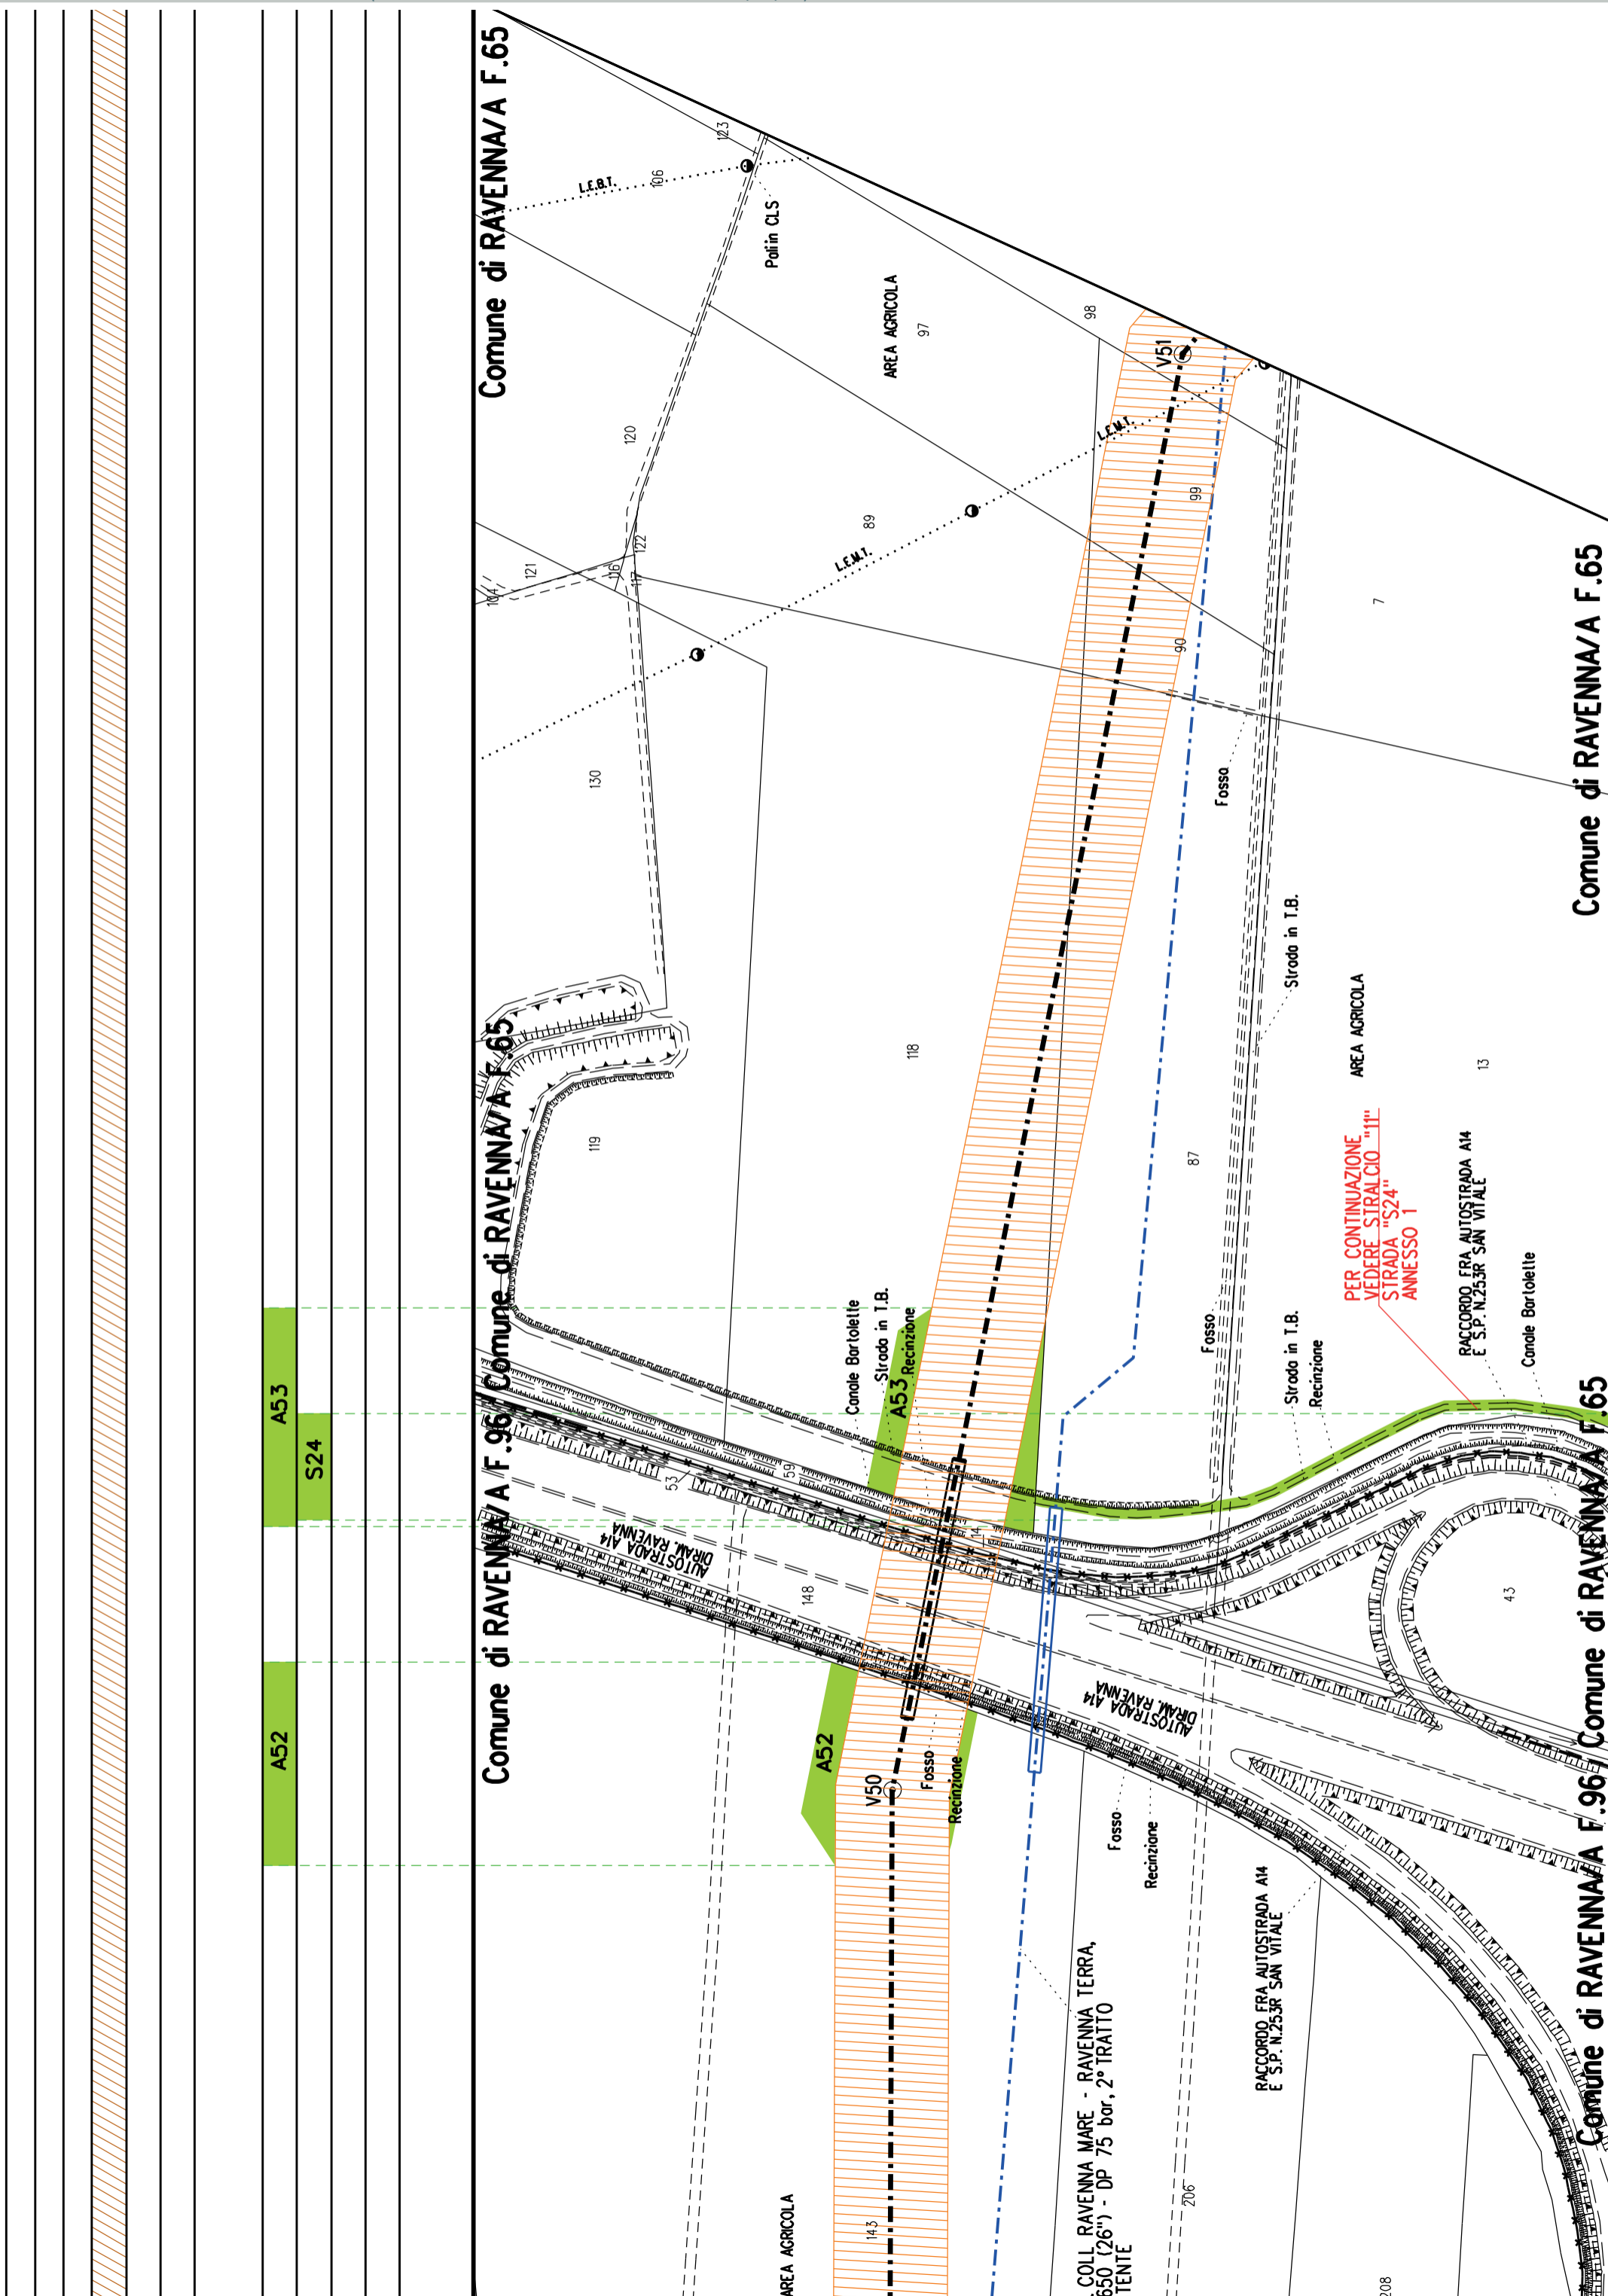 Comune di RAVENNA/A F.65
123
106
L.E.B.T.
Pali in CLS
AREA AGRICOLA
97
98
V51
120
L.E.M.T.
99
89
L.E.M.T.
122
121
116
117
104
7
90
Comune di RAVENNA/A F.65
130
Fosso
Strada in T.B.
AREA AGRICOLA
118
13
119
87
Comune di RAVENNA/A F.96/Comune di RAVENNA/A F.65
PER CONTINUAZIONE
VEDERE STRALCIO "11"
STRADA "S24"
ANNESSO 1
RACCORDO FRA AUTOSTRADA A14
E S.P. N.253R SAN VITALE
Canale Bartolette
Canale Bartolette
Strada in T.B.
Recinzione
A53
Fosso
Strada in T.B.
Recinzione
A53
S24
53
59
14
AUTOSTRADA A14
DIRAM. RAVENNA
148
43
AUTOSTRADA A14
DIRAM. RAVENNA
A52
A52
V50
Fosso
Recinzione
Fosso
Recinzione
RACCORDO FRA AUTOSTRADA A14
E S.P. N.253R SAN VITALE
Comune di RAVENNA/A F.96/Comune di RAVENNA/A F.65
COLL RAVENNA MARE - RAVENNA TERRA,
650 (26") - DP 75 bar, 2° TRATTO
TENTE
206
143
AREA AGRICOLA
208